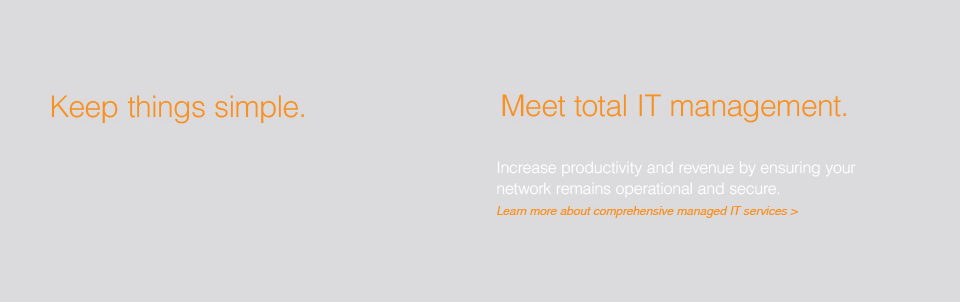 Keep things simple.
Meet total IT management.
Increase productivity and revenue by ensuring your
network remains operational and secure.
Learn more about comprehensive managed IT services >